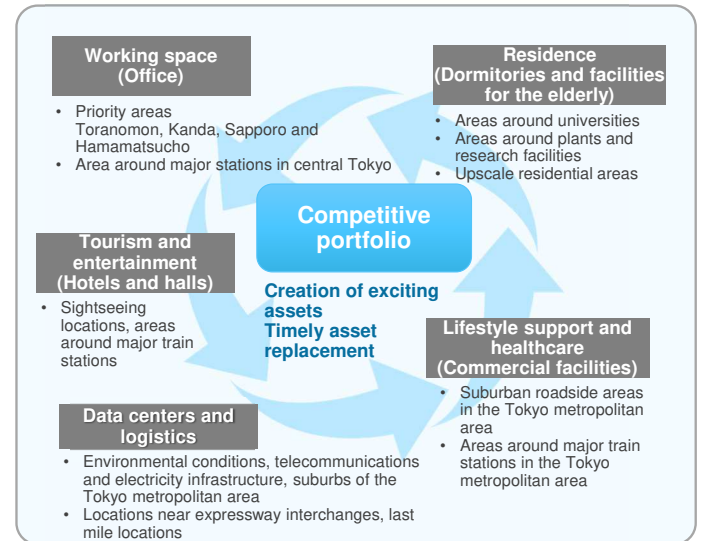 Working space
(Office)
• Priority areas
Toranomon, Kanda, Sapporo and
Hamamatsucho
• Area around major stations in central Tokyo
Residence
(Dormitories and facilities
for the elderly)
• Areas around universities
• Areas around plants and
research facilities
• Upscale residential areas
Competitive
portfolio
Creation of exciting
assets
Timely asset
replacement
Tourism and
entertainment
(Hotels and halls)
• Sightseeing
locations, areas
around major train
stations
Lifestyle support and
healthcare
(Commercial facilities)
• Suburban roadside areas
in the Tokyo metropolitan
area
• Areas around major train
stations in the Tokyo
metropolitan area
Data centers and
logistics
• Environmental conditions, telecommunications
and electricity infrastructure, suburbs of the
Tokyo metropolitan area
• Locations near expressway interchanges, last
mile locations